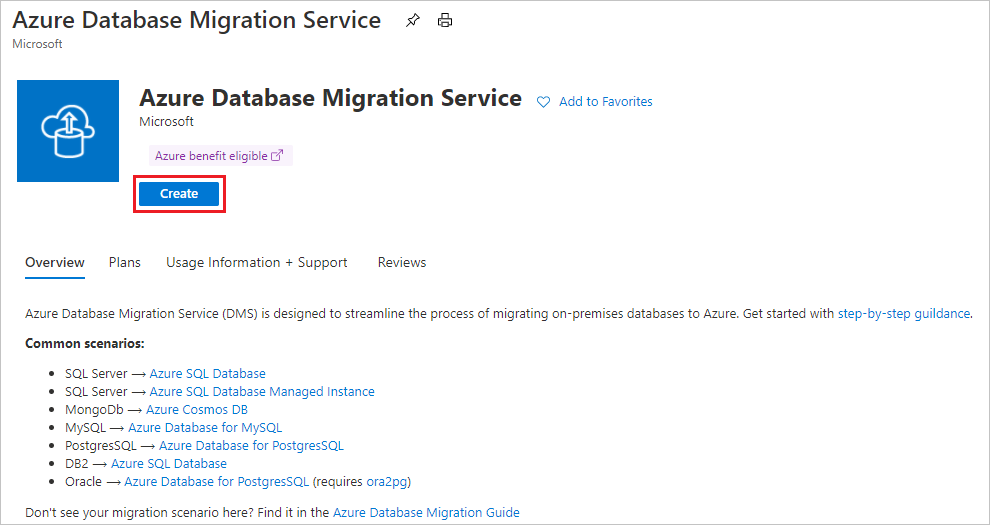 Azure Database Migration Service
Microsoft
Azure Database Migration Service
Add to Favorites
Microsoft
Azure benefit eligible
Create
Overview Plans Usage Information + Support Reviews
Azure Database Migration Service (DMS) is designed to streamline the process of migrating on-premises databases to Azure. Get started with step-by-step guildance.
Common scenarios:
• SQL Server → Azure SQL Database
• SQL Server → Azure SQL Database Managed Instance
• MongoDb → Azure Cosmos DB
• MySQL → Azure Database for MySQL
• PostgresSQL → Azure Database for PostgresSQL
• DB2 → Azure SQL Database
• Oracle → Azure Database for PostgresSQL (requires ora2pg)
Don't see your migration scenario here? Find it in the Azure Database Migration Guide